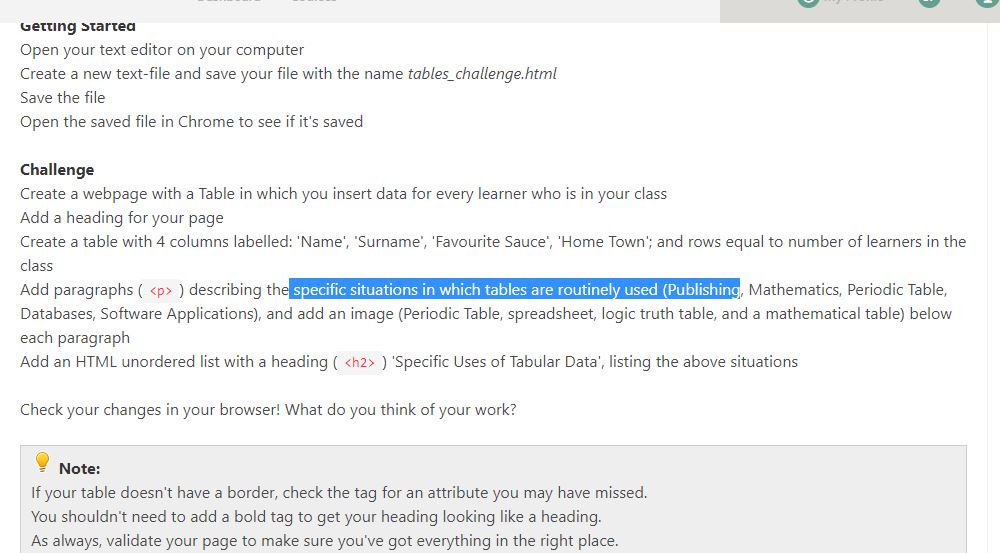 Getting Started
Open your text editor on your computer
Create a new text-file and save your file with the name tables_challenge.html
Save the file
Open the saved file in Chrome to see if it's saved
Challenge
Create a webpage with a Table in which you insert data for every learner who is in your class
Add a heading for your page
Create a table with 4 columns labelled: 'Name', 'Surname', 'Favourite Sauce', 'Home Town'; and rows equal to number of learners in the
class
Add paragraphs ( <p> ) describing the specific situations in which tables are routinely used (Publishing, Mathematics, Periodic Table,
Databases, Software Applications), and add an image (Periodic Table, spreadsheet, logic truth table, and a mathematical table) below
each paragraph
Add an HTML unordered list with a heading ( <h2> ) 'Specific Uses of Tabular Data', listing the above situations
Check your changes in your browser! What do you think of your work?
Note:
If your table doesn't have a border, check the tag for an attribute you may have missed.
You shouldn't need to add a bold tag to get your heading looking like a heading.
As always, validate your page to make sure you've got everything in the right place.